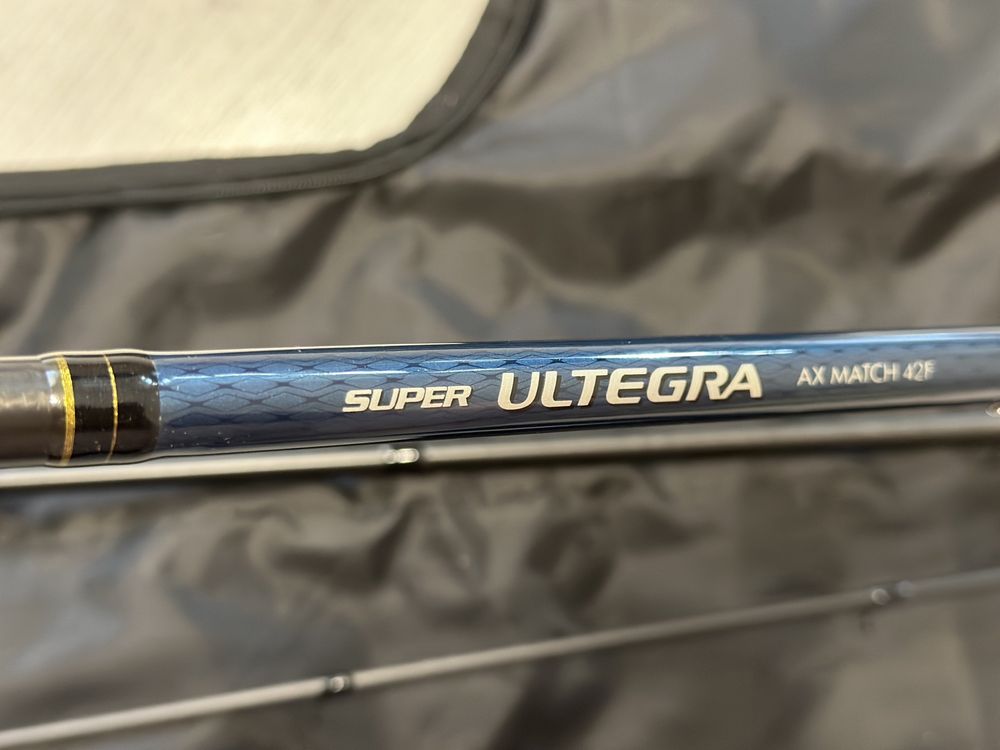 SUPER ULTEGRA AX MATCH 42F